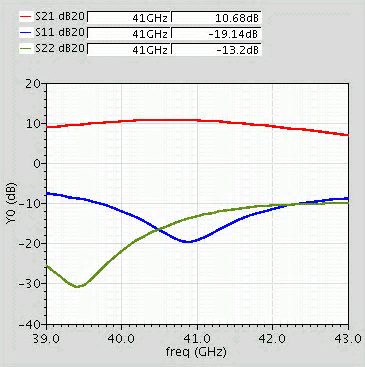 S21 dB20 41GHz 10.68dB
S11 dB20 41GHz -19.14dB
S22 dB20 41GHz -13.2dB
20
10
0
-10
-20
-30
-40
Y0 (dB)
39.0 40.0 41.0 42.0 43.0
freq (GHz)